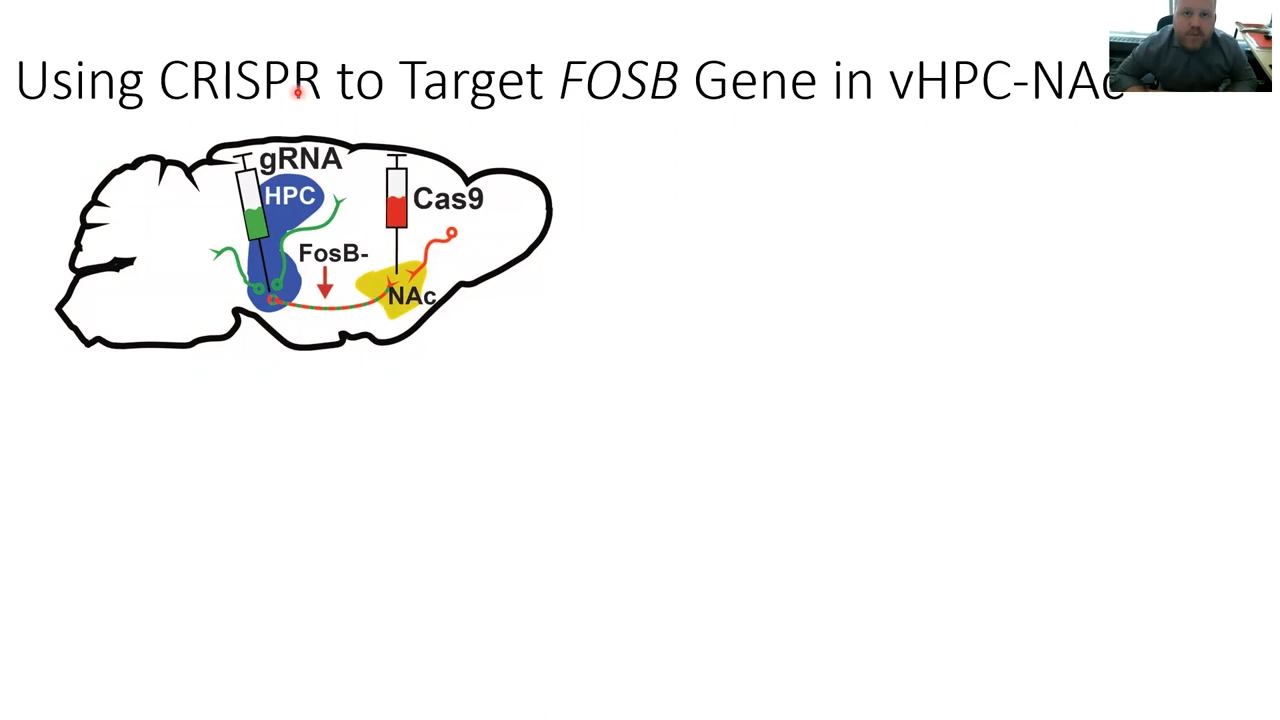 Using CRISPR to Target FOSB Gene in vHPC-NAc
gRNA
HPC
Cas9
FosB-
NAc